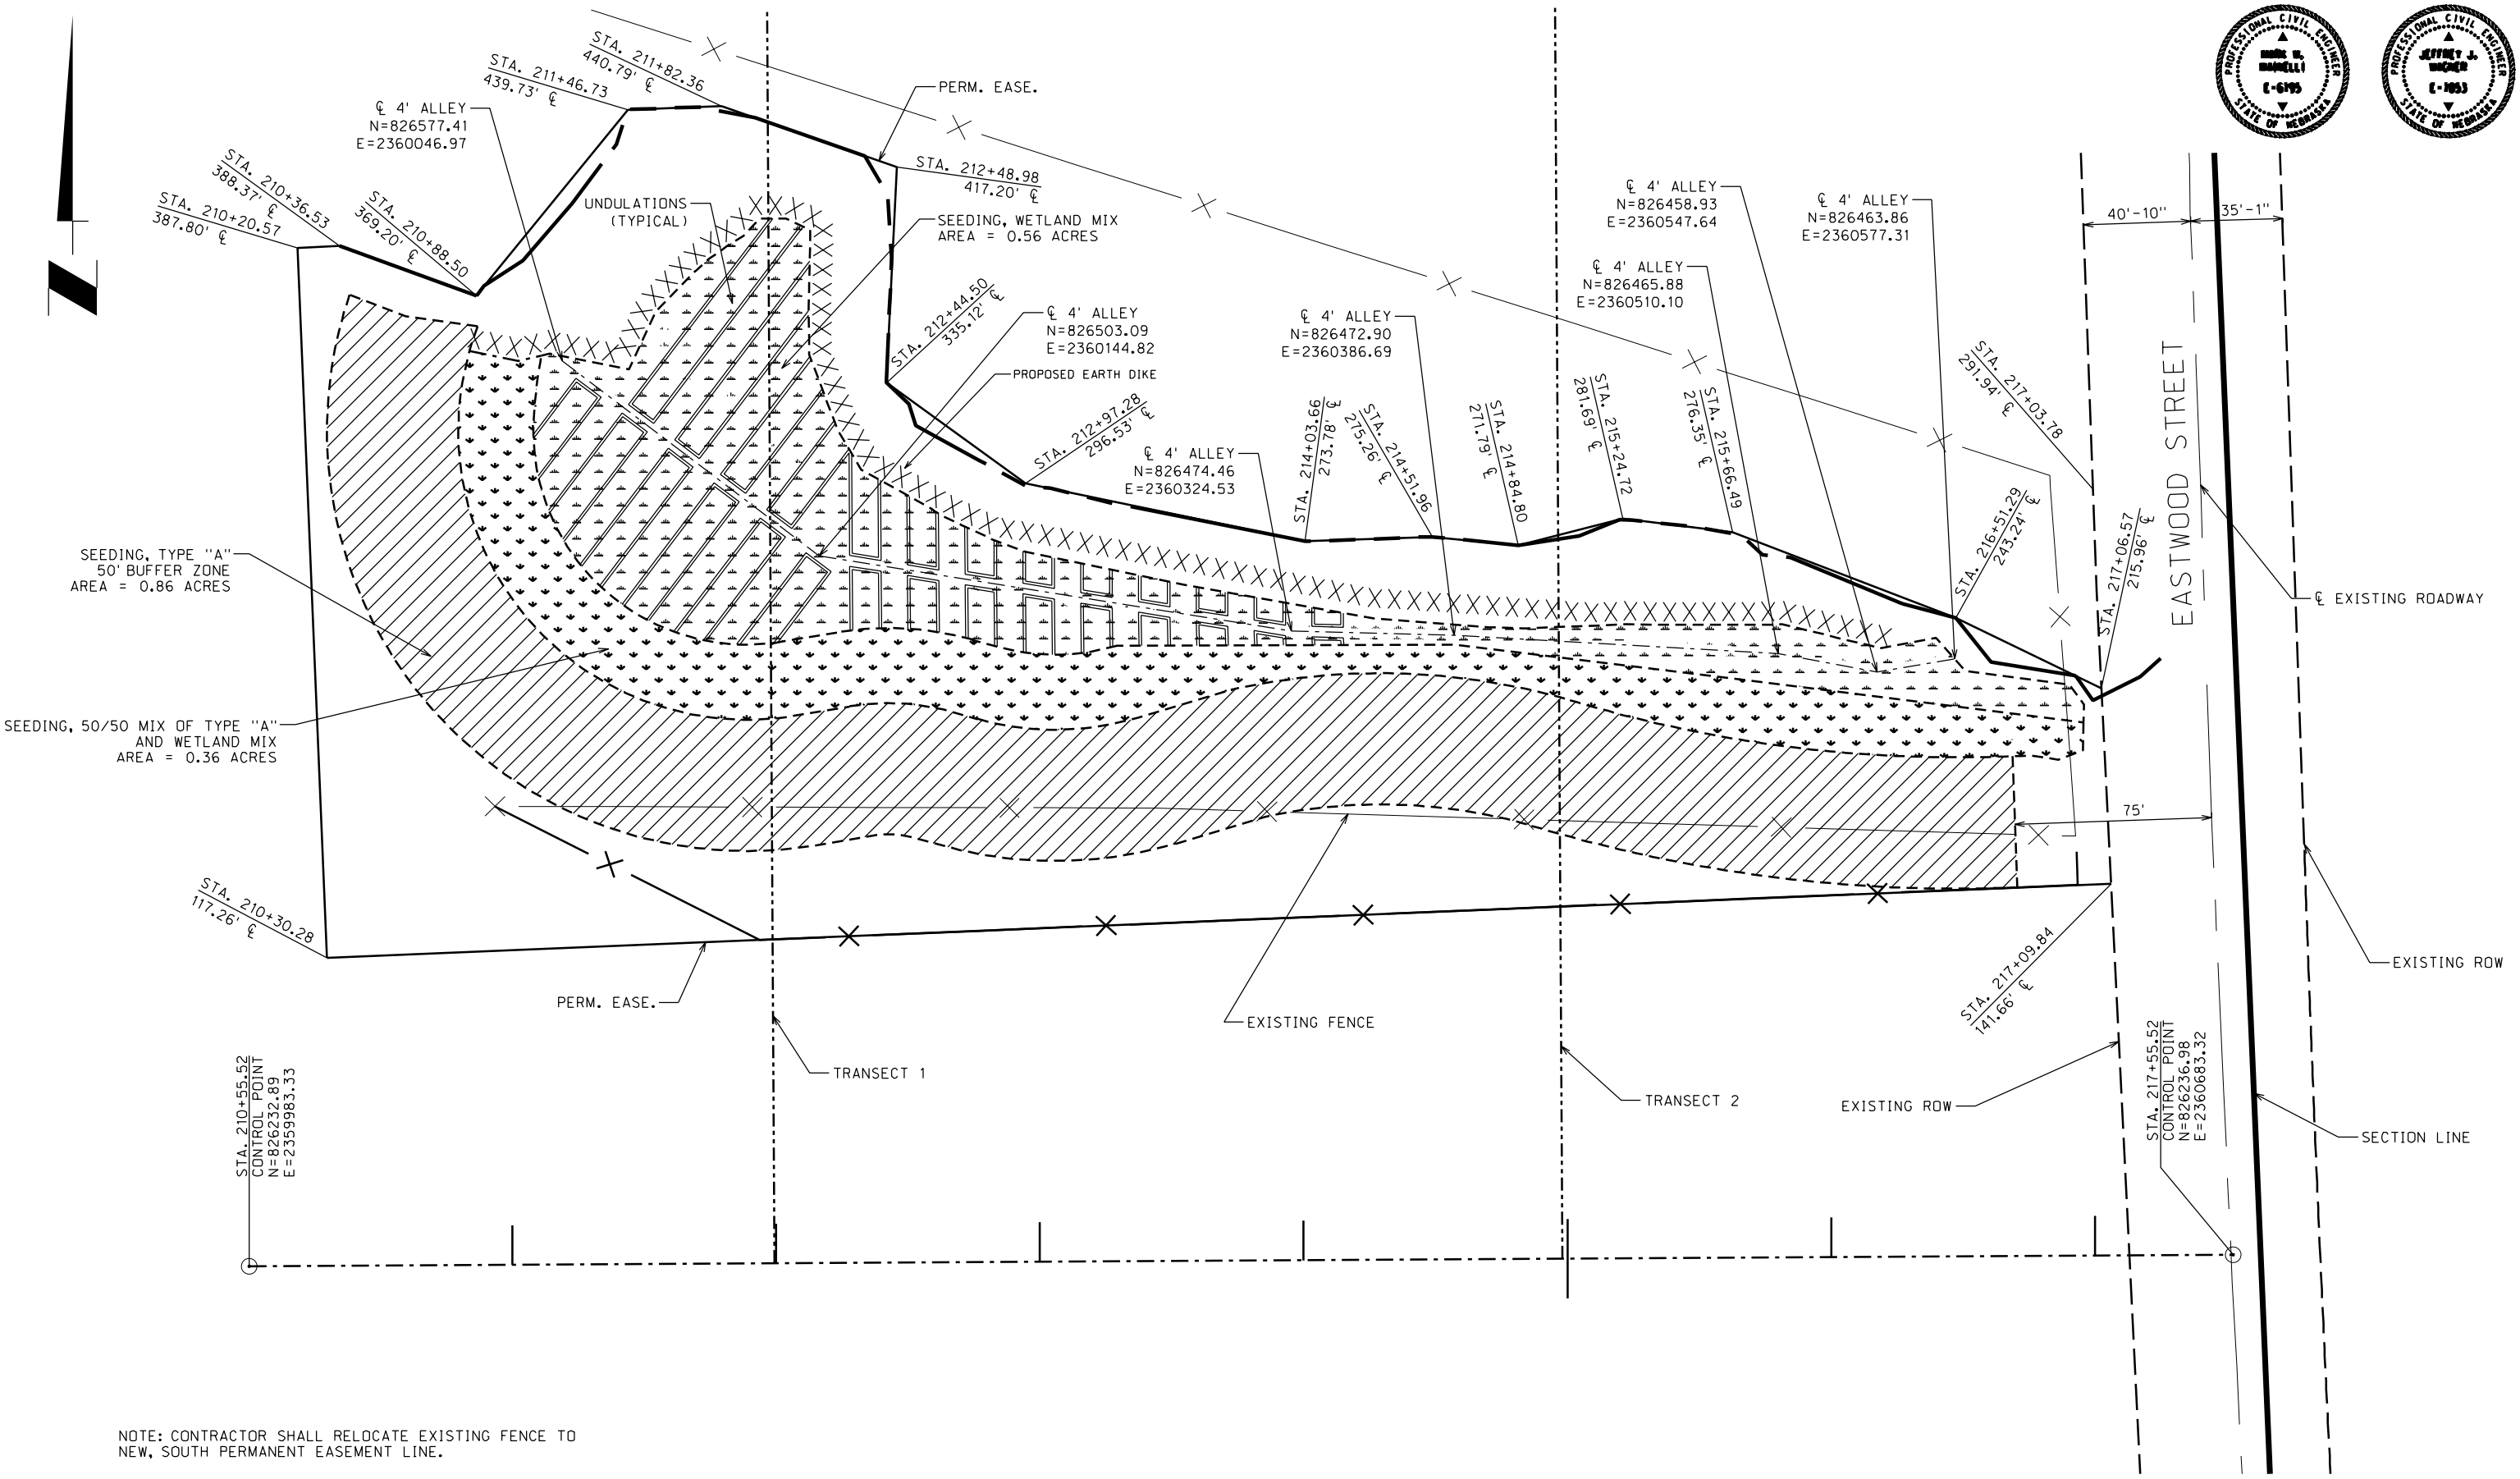 PROFESSIONAL CIVIL ENGINEER
E-6195
STATE OF NEBRASKA
PROFESSIONAL CIVIL ENGINEER
JEFFREY J.
WAGNER
STATE OF NEBRASKA
STA. 211+82.36
440.79' ℄
STA. 211+46.73
439.73' ℄
PERM. EASE.
℄ 4' ALLEY
N=826577.41
E=2360046.97
STA. 210+36.53
388.37' ℄
STA. 210+20.57
387.80' ℄
STA. 210+88.50
369.20' ℄
UNDULATIONS
(TYPICAL)
STA. 212+48.98
417.20' ℄
SEEDING, WETLAND MIX
AREA = 0.56 ACRES
℄ 4' ALLEY
N=826458.93
E=2360547.64
℄ 4' ALLEY
N=826463.86
E=2360577.31
40'-10"
35'-1"
℄ 4' ALLEY
N=826465.88
E=2360510.10
STA. 212+44.50
335.12' ℄
℄ 4' ALLEY
N=826503.09
E=2360144.82
℄ 4' ALLEY
N=826472.90
E=2360386.69
PROPOSED EARTH DIKE
STA. 217+03.78
291.94' ℄
EASTWOOD STREET
STA. 212+97.28
296.53' ℄
℄ 4' ALLEY
N=826474.46
E=2360324.53
STA. 214+03.66
273.78' ℄
STA. 214+51.96
275.26' ℄
STA. 214+84.80
271.79' ℄
STA. 215+24.72
281.69' ℄
STA. 215+66.49
276.35' ℄
STA. 216+51.29
243.24' ℄
STA. 217+06.57
215.96' ℄
SEEDING, TYPE "A"
50' BUFFER ZONE
AREA = 0.86 ACRES
℄ EXISTING ROADWAY
SEEDING, 50/50 MIX OF TYPE "A"
AND WETLAND MIX
AREA = 0.36 ACRES
75'
STA. 210+30.28
117.26' ℄
PERM. EASE.
EXISTING FENCE
STA. 217+09.84
141.66' ℄
EXISTING ROW
TRANSECT 1
TRANSECT 2
EXISTING ROW
SECTION LINE
STA. 210+55.52
CONTROL POINT
N=826232.89
E=2359983.33
STA. 217+55.52
CONTROL POINT
N=826236.98
E=2360683.32
NOTE: CONTRACTOR SHALL RELOCATE EXISTING FENCE TO
NEW, SOUTH PERMANENT EASEMENT LINE.